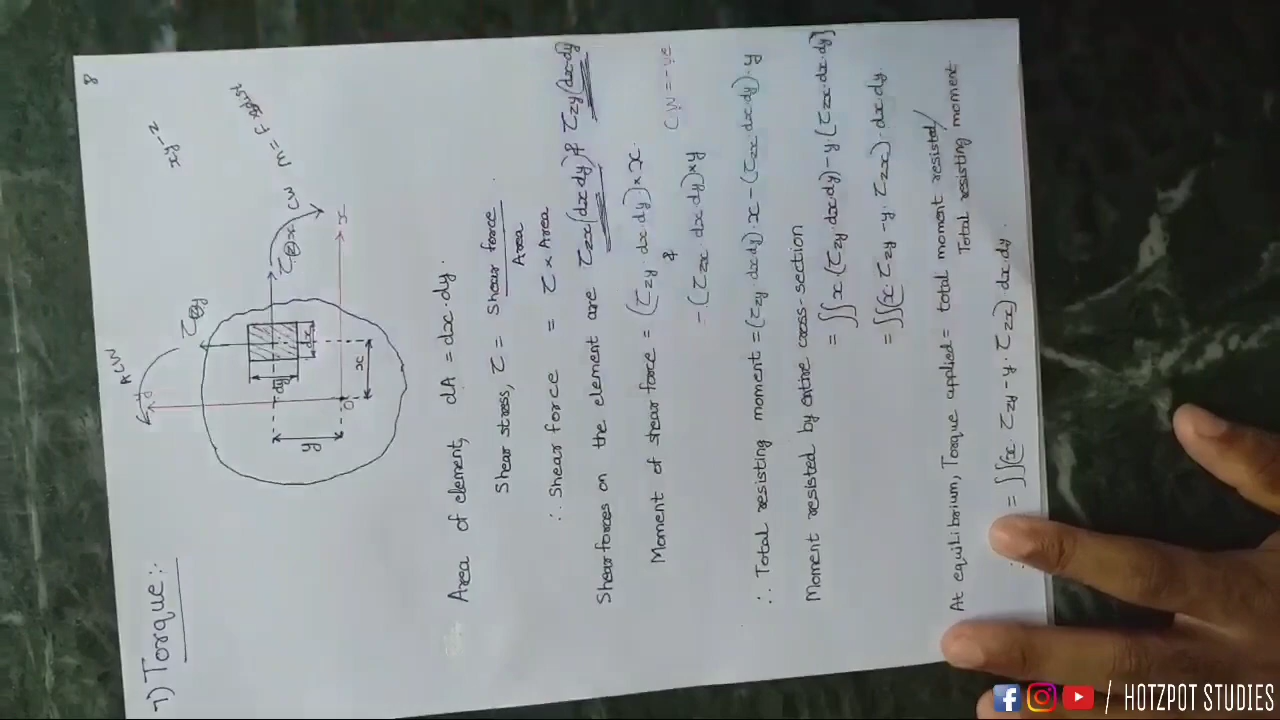 8
7) Torque:-
xy-z
ACW
τzy
τzx
CW
M = F × dist
dy
dx
y
x
O
x
Area of element, dA = dx·dy.
Shear stress, τ = Shear force / Area
∴ Shear force = τ × Area
Shear forces on the element are τzx(dx dy) & τzy(dx·dy)
Moment of shear force = (τzy·dx·dy)×x.
&
-(τzx·dx·dy)×y (CW = -ve
∴ Total resisting moment = (τzy·dx·dy)·x - (τzx·dx·dy)·y
Moment resisted by entire cross-section
= ∬ x·(τzy·dx·dy) - y·[τzx·dx·dy]
= ∬(x·τzy - y·τzx)·dx·dy.
At equilibrium, Torque applied = total moment resisted/
Total resisting moment
= ∬(x·τzy - y·τzx) dx·dy.
/ HOTZPOT STUDIES